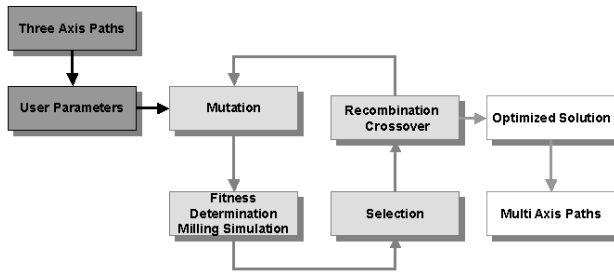 Three Axis Paths
User Parameters
Mutation
Recombination
Crossover
Optimized Solution
Fitness
Determination
Milling Simulation
Selection
Multi Axis Paths